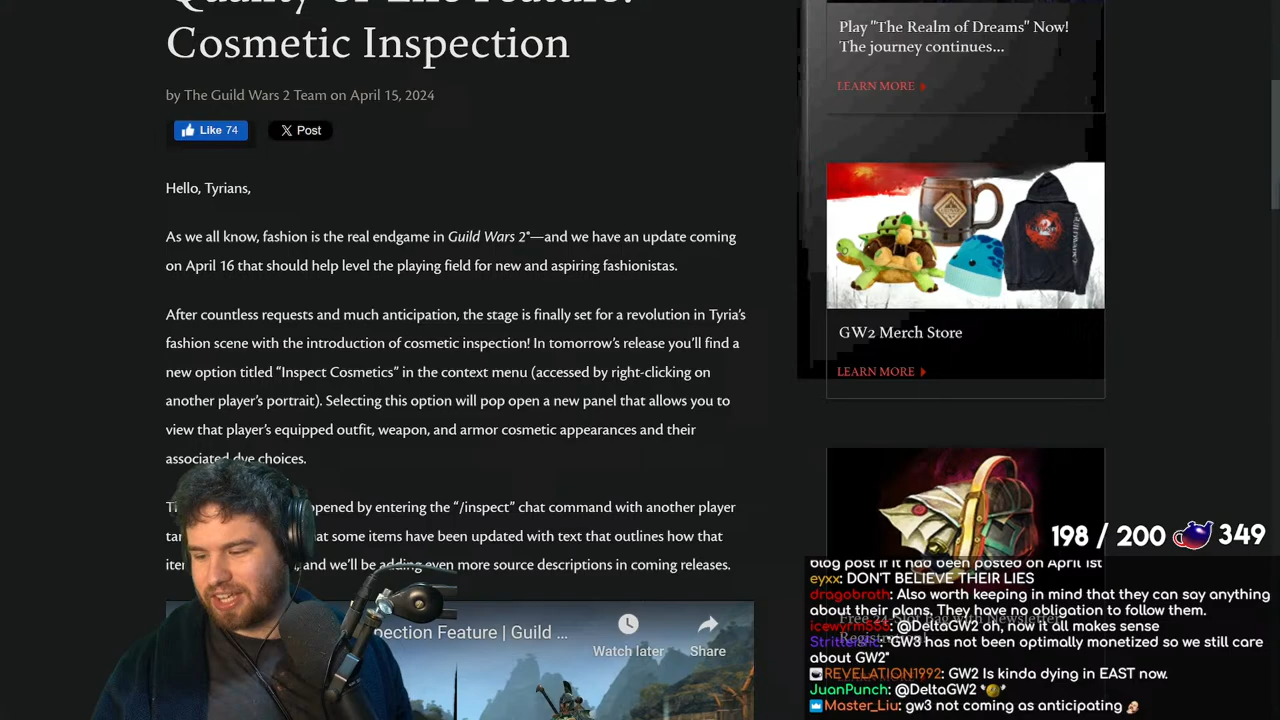 Cosmetic Inspection
by The Guild Wars 2 Team on April 15, 2024
Like 74
Post
Hello, Tyrians,
As we all know, fashion is the real endgame in Guild Wars 2®—and we have an update coming
on April 16 that should help level the playing field for new and aspiring fashionistas.
After countless requests and much anticipation, the stage is finally set for a revolution in Tyria's
fashion scene with the introduction of cosmetic inspection! In tomorrow's release you'll find a
new option titled “Inspect Cosmetics” in the context menu (accessed by right-clicking on
another player's portrait). Selecting this option will pop open a new panel that allows you to
view that player's equipped outfit, weapon, and armor cosmetic appearances and their
associated dye choices.
opened by entering the “/inspect” chat command with another player
some items have been updated with text that outlines how that
and we'll be adding even more source descriptions in coming releases.
Inspection Feature | Guild ...
Watch later
Share
Play "The Realm of Dreams" Now!
The journey continues...
LEARN MORE
GW2 Merch Store
LEARN MORE
198 / 200 349
blog post if it had been posted on April 1st
eyxx: DON'T BELIEVE THEIR LIES
dragobrath: Also worth keeping in mind that they can say anything
about their plans. They have no obligation to follow them.
icewyrm555: @DeltaGW2 oh, now it all makes sense
"GW3 has not been optimally monetized so we still care
about GW2"
REVELATION1992: GW2 Is kinda dying in EAST now.
JuanPunch: @DeltaGW2
Master_Liu: gw3 not coming as anticipating